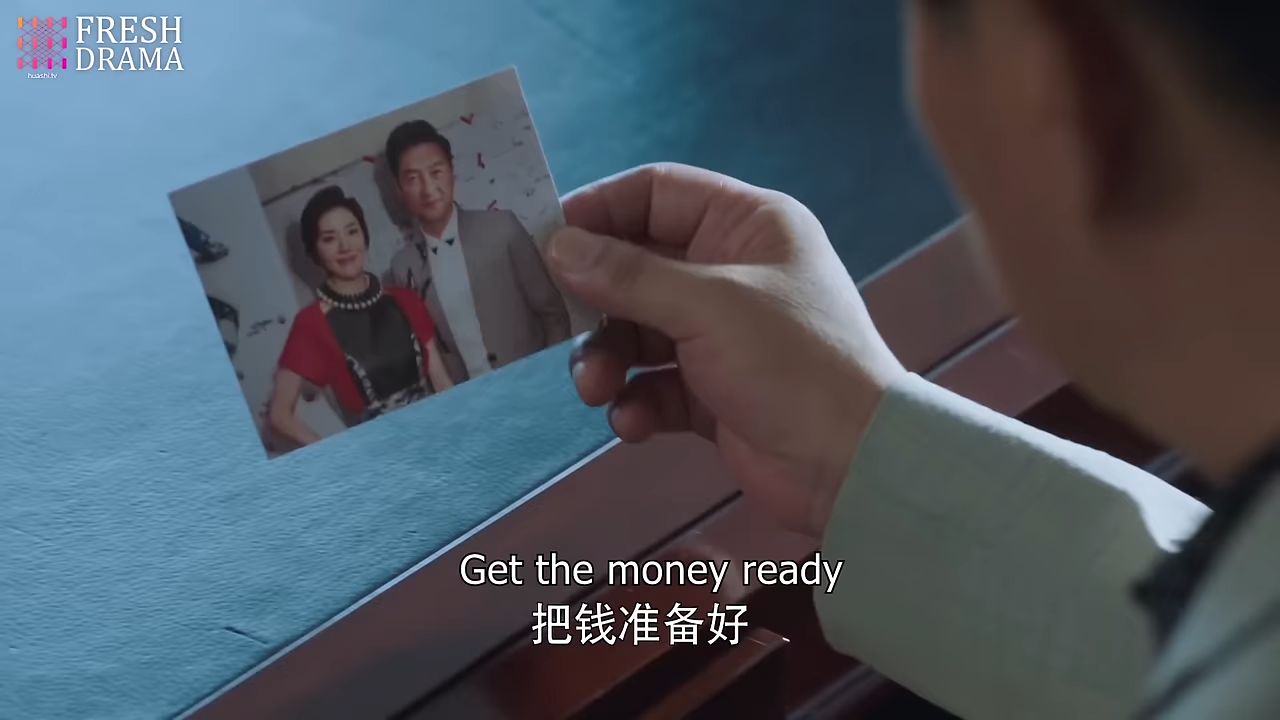 FRESH
DRAMA
huashi.tv
Get the money ready
把钱准备好